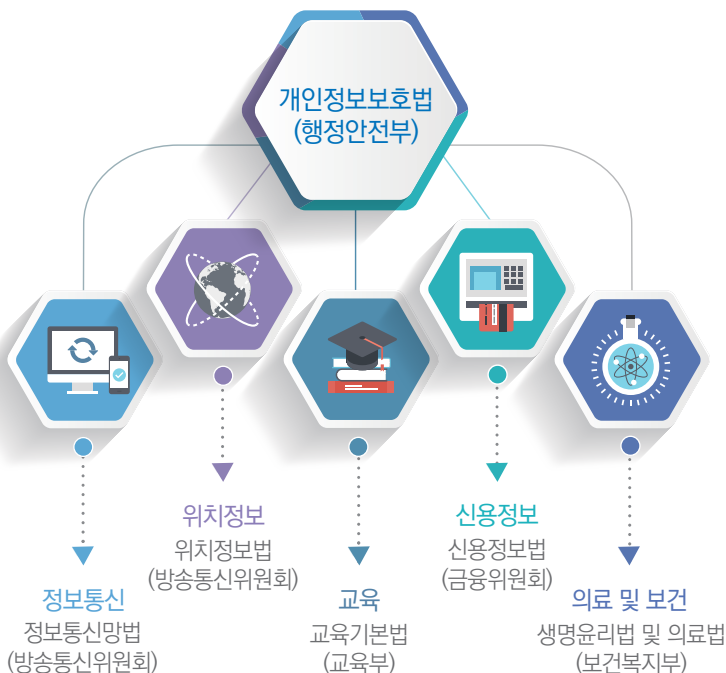 개인정보보호법
(행정안전부)
정보통신
정보통신망법
(방송통신위원회)
위치정보
위치정보법
(방송통신위원회)
교육
교육기본법
(교육부)
신용정보
신용정보법
(금융위원회)
의료 및 보건
생명윤리법 및 의료법
(보건복지부)